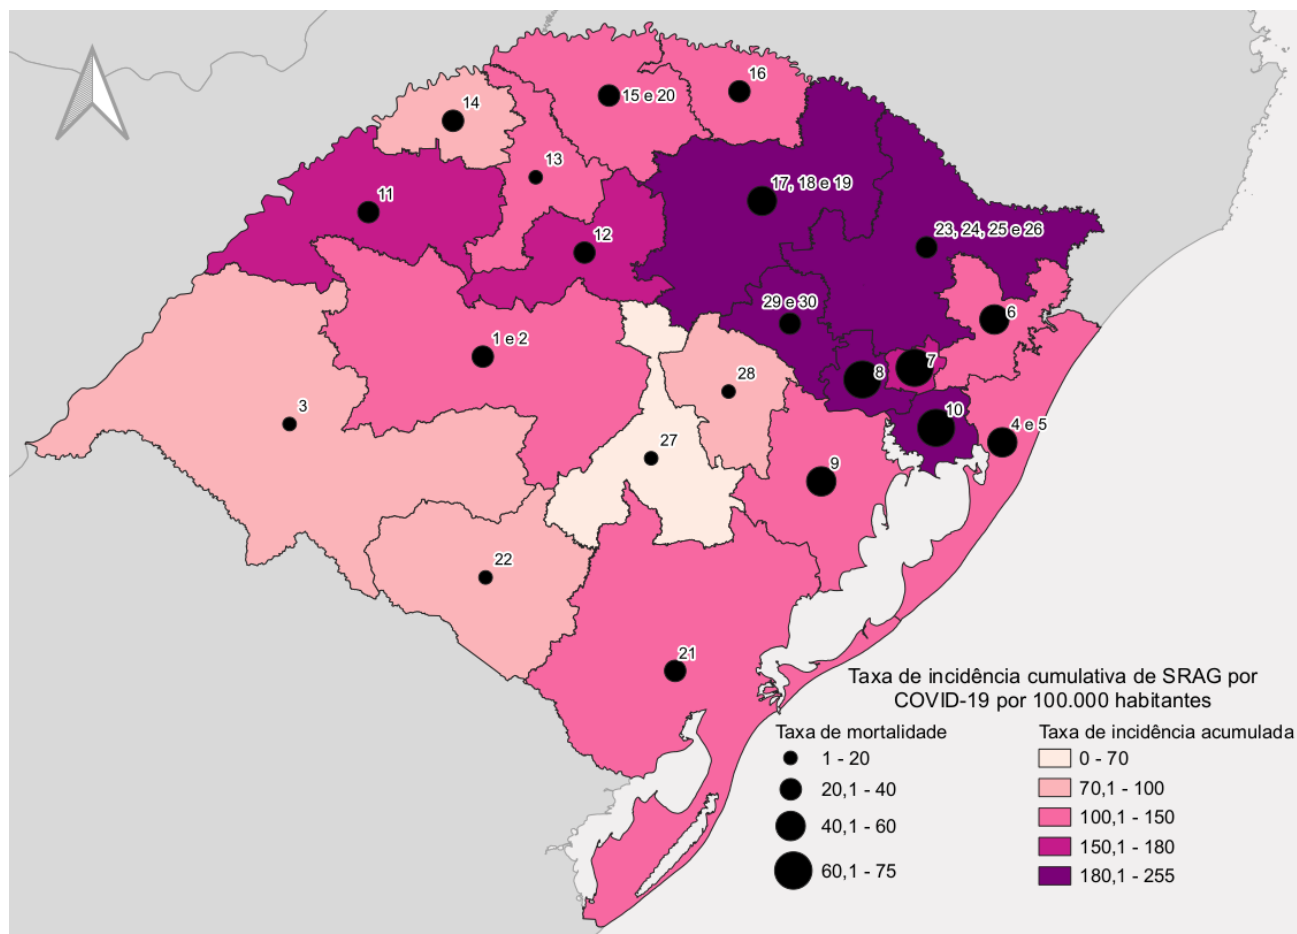 16
15 e 20
14
13
17, 18 e 19
11
23, 24, 25 e 26
12
29 e 30
6
1 e 2
7
8
28
3
10
4 e 5
27
9
22
21
Taxa de incidência cumulativa de SRAG por
COVID-19 por 100.000 habitantes
Taxa de mortalidade
1 - 20
20,1 - 40
40,1 - 60
60,1 - 75
Taxa de incidência acumulada
0 - 70
70,1 - 100
100,1 - 150
150,1 - 180
180,1 - 255